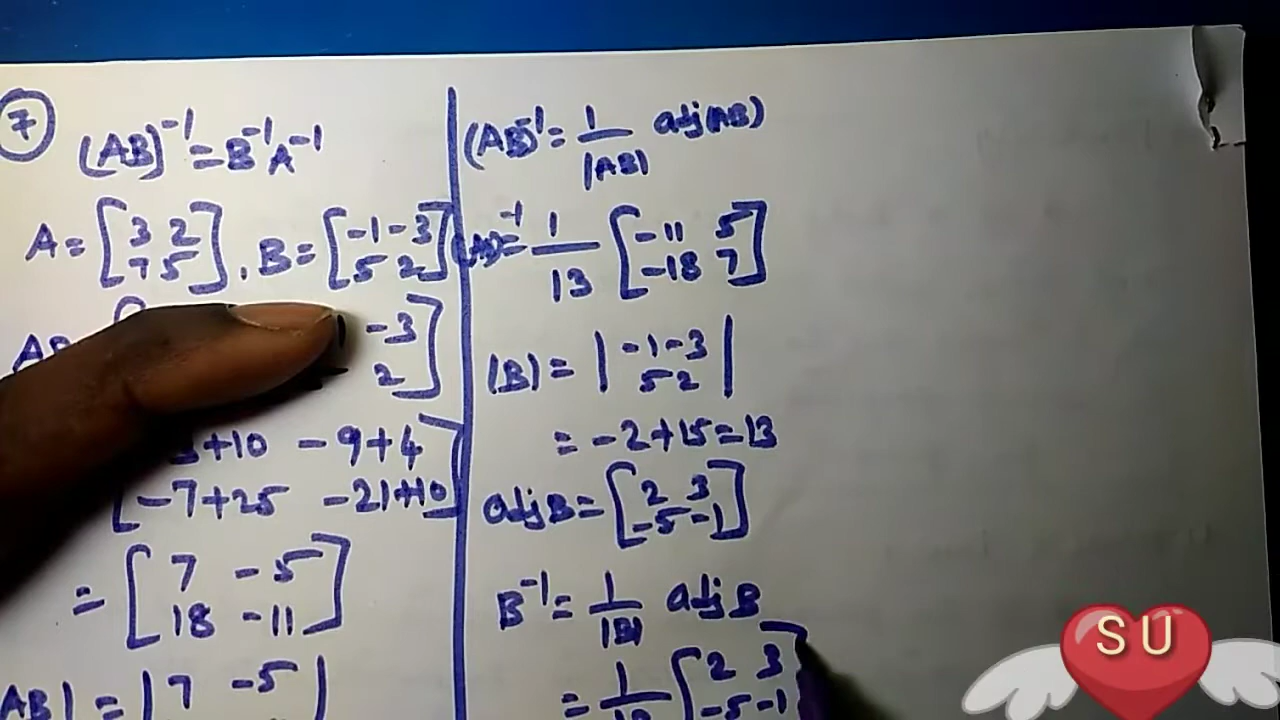 7
(AB)⁻¹ = B⁻¹A⁻¹
A = [3 2
7 5], B = [-1 -3
5 2]
-3
2]
+10 -9+4
[-7+25 -21+10]
= [7 -5
18 -11]
AB| = |7 -5|
(AB)⁻¹ = 1/|AB| adj(AB)
(AB)⁻¹ = 1/13 [-11 5
-18 7]
|B| = |-1 -3
5 2|
= -2+15=13
adjB = [2 3
-5 -1]
B⁻¹ = 1/|B| adjB
= 1/13 [2 3
-5 -1
SU